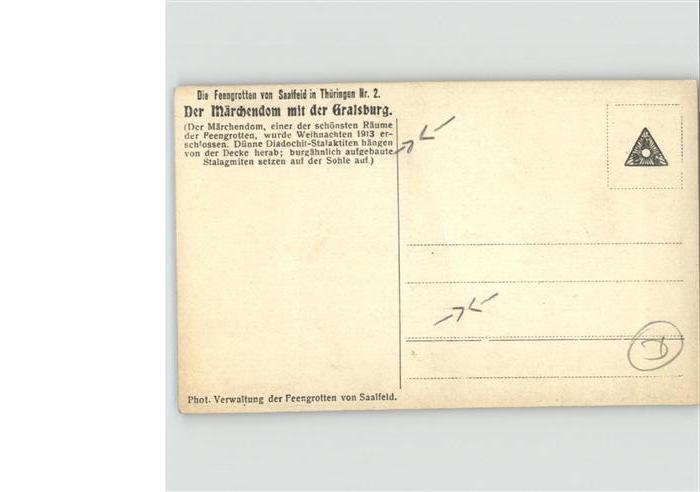 Die Feengrotten von Saalfeld in Thüringen Nr. 2.
Der Märchendom mit der Gralsburg.
(Der Märchendom, einer der schönsten Räume
der Feengrotten, wurde Weihnachten 1913 er-
schlossen. Dünne Diadochit-Stalaktiten hängen
von der Decke herab; burgähnlich aufgebaute
Stalagmiten setzen auf der Sohle auf.)
Phot. Verwaltung der Feengrotten von Saalfeld.